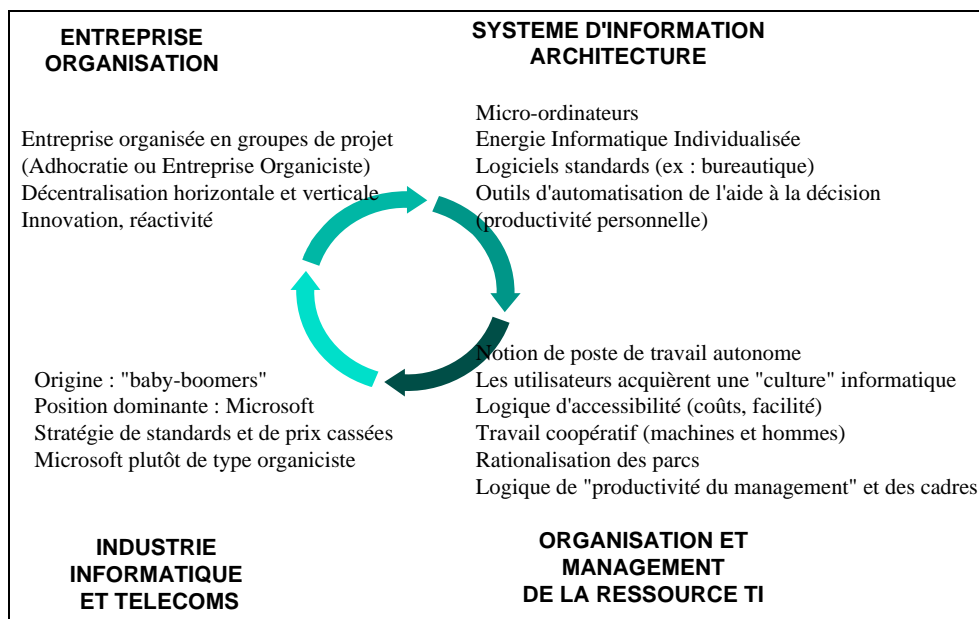 ENTREPRISE
ORGANISATION
Entreprise organisée en groupes de projet
(Adhocratie ou Entreprise Organiciste)
Décentralisation horizontale et verticale
Innovation, réactivité
SYSTEME D'INFORMATION
ARCHITECTURE
Micro-ordinateurs
Energie Informatique Individualisée
Logiciels standards (ex : bureautique)
Outils d'automatisation de l'aide à la décision
(productivité personnelle)
Origine : "baby-boomers"
Position dominante : Microsoft
Stratégie de standards et de prix cassées
Microsoft plutôt de type organiciste
INDUSTRIE
INFORMATIQUE
ET TELECOMS
Notion de poste de travail autonome
Les utilisateurs acquièrent une "culture" informatique
Logique d'accessibilité (coûts, facilité)
Travail coopératif (machines et hommes)
Rationalisation des parcs
Logique de "productivité du management" et des cadres
ORGANISATION ET
MANAGEMENT
DE LA RESSOURCE TI